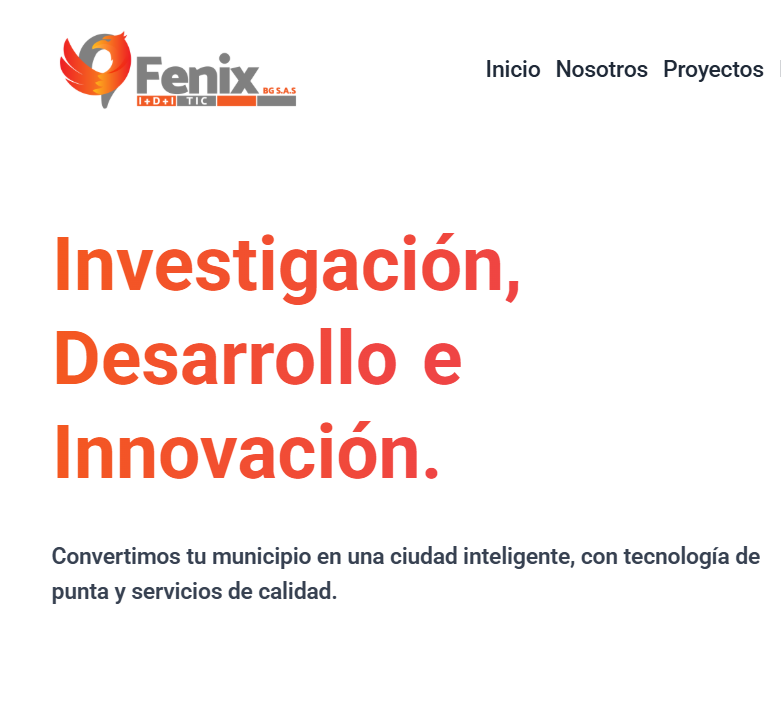 Fenix BG S.A.S
I+D+I TIC
Inicio Nosotros Proyectos
Investigación,
Desarrollo e
Innovación.
Convertimos tu municipio en una ciudad inteligente, con tecnología de
punta y servicios de calidad.